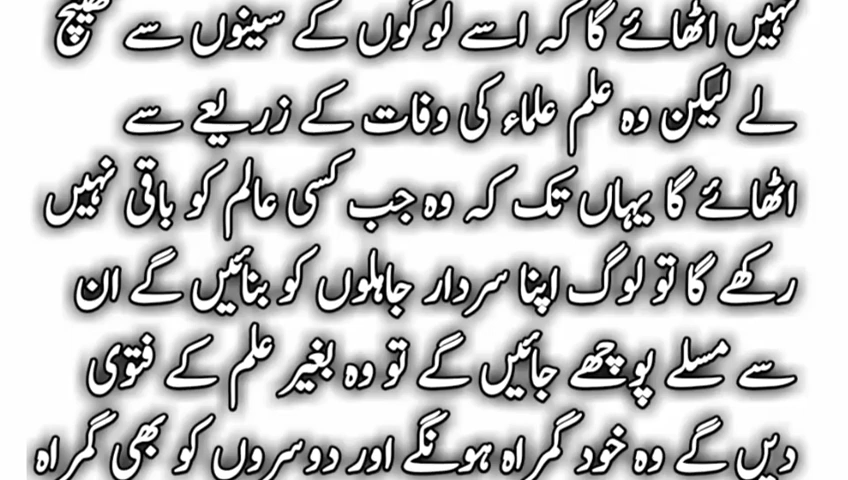 نہیں اٹھائے گا کہ اسے لوگوں کے سینوں سے کھینچ
لے لیکن وہ علم علماء کی وفات کے زریعے سے
اٹھائے گا یہاں تک کہ وہ جب کسی عالم کو باقی نہیں
رکھے گا تو لوگ اپنا سردار جاہلوں کو بنائیں گے ان
سے مسلے پوچھے جائیں گے تو وہ بغیر علم کے فتوی
دیں گے وہ خود گمراہ ہونگے اور دوسروں کو بھی گمراہ